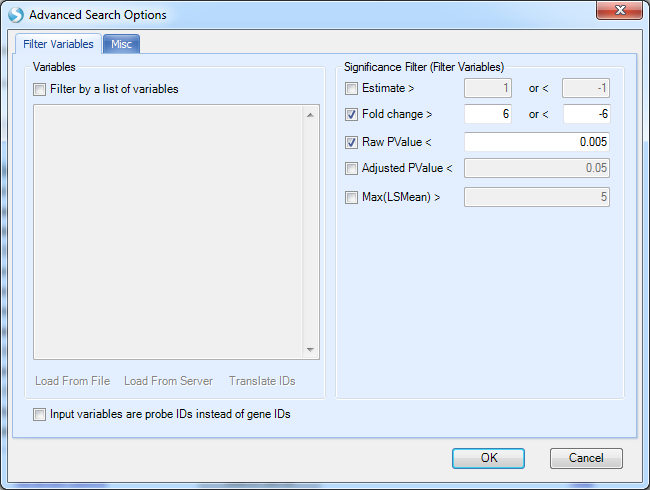 Advanced Search Options
Filter Variables Misc
Variables
Filter by a list of variables
Load From File Load From Server Translate IDs
Input variables are probe IDs instead of gene IDs
Significance Filter (Filter Variables)
Estimate > 1 or < -1
Fold change > 6 or < -6
Raw PValue < 0.005
Adjusted PValue < 0.05
Max(LSMean) > 5
OK Cancel